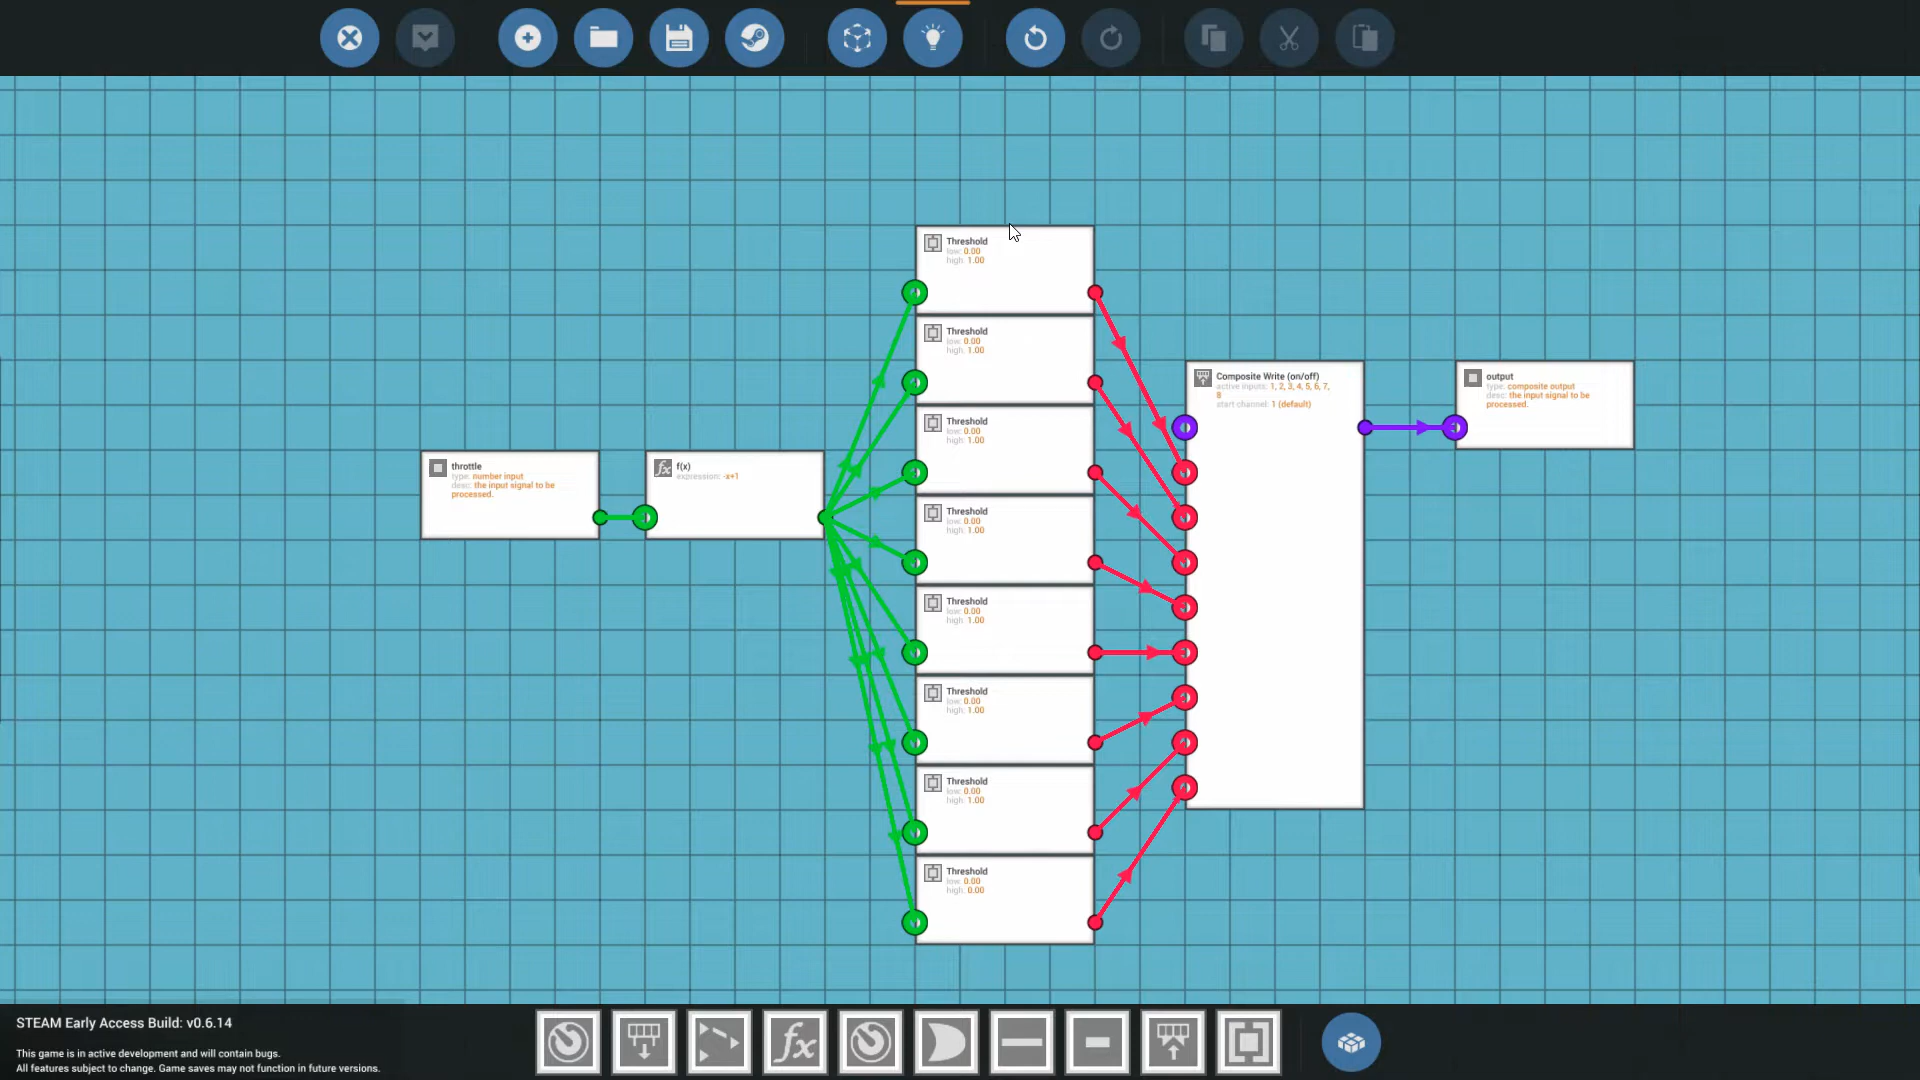 Threshold
low: 0.00
high: 1.00
Threshold
low: 0.00
high: 1.00
Composite Write (on/off)
active inputs: 1, 2, 3, 4, 5, 6, 7,
8
start channel: 1 (default)
output
type: composite output
desc: the input signal to be
processed.
Threshold
low: 0.00
high: 1.00
throttle
type: number input
desc: the input signal to be
processed.
f(x)
expression: -x+1
Threshold
low: 0.00
high: 1.00
Threshold
low: 0.00
high: 1.00
Threshold
low: 0.00
high: 1.00
Threshold
low: 0.00
high: 1.00
Threshold
low: 0.00
high: 0.00
STEAM Early Access Build: v0.6.14
This game is in active development and will contain bugs.
All features subject to change. Game saves may not function in future versions.
fx